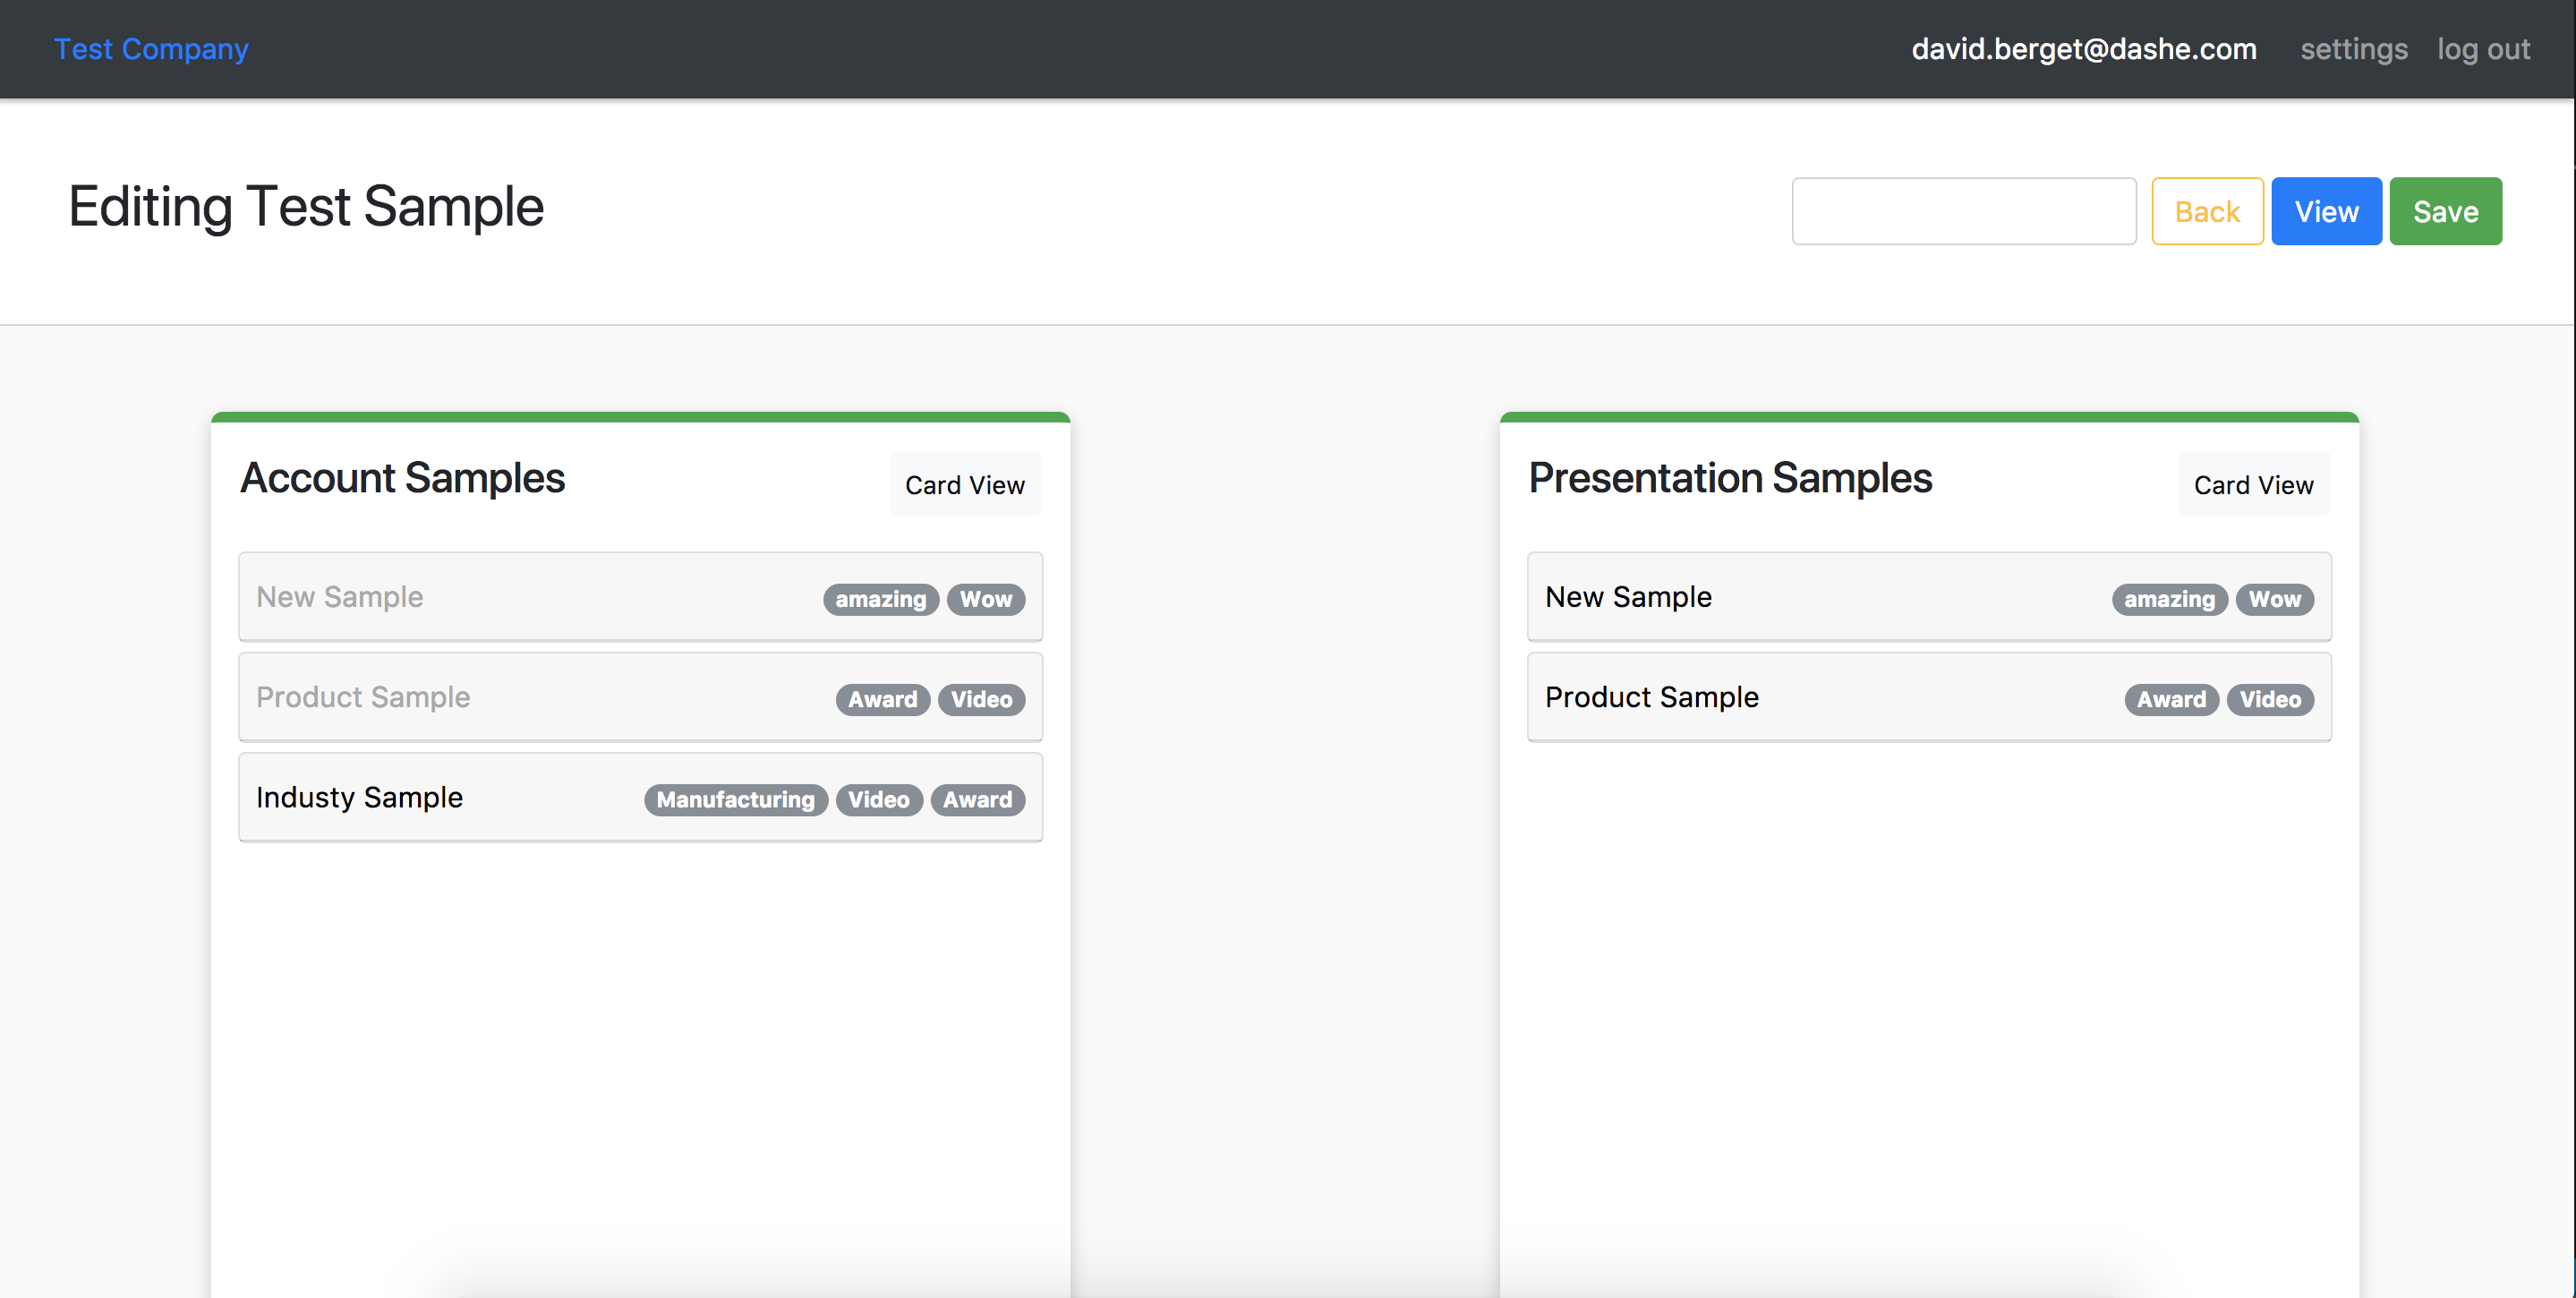 Test Company david.berget@dashe.com settings log out
Editing Test Sample Back View Save
Account Samples Card View
New Sample amazing Wow
Product Sample Award Video
Industy Sample Manufacturing Video Award
Presentation Samples Card View
New Sample amazing Wow
Product Sample Award Video